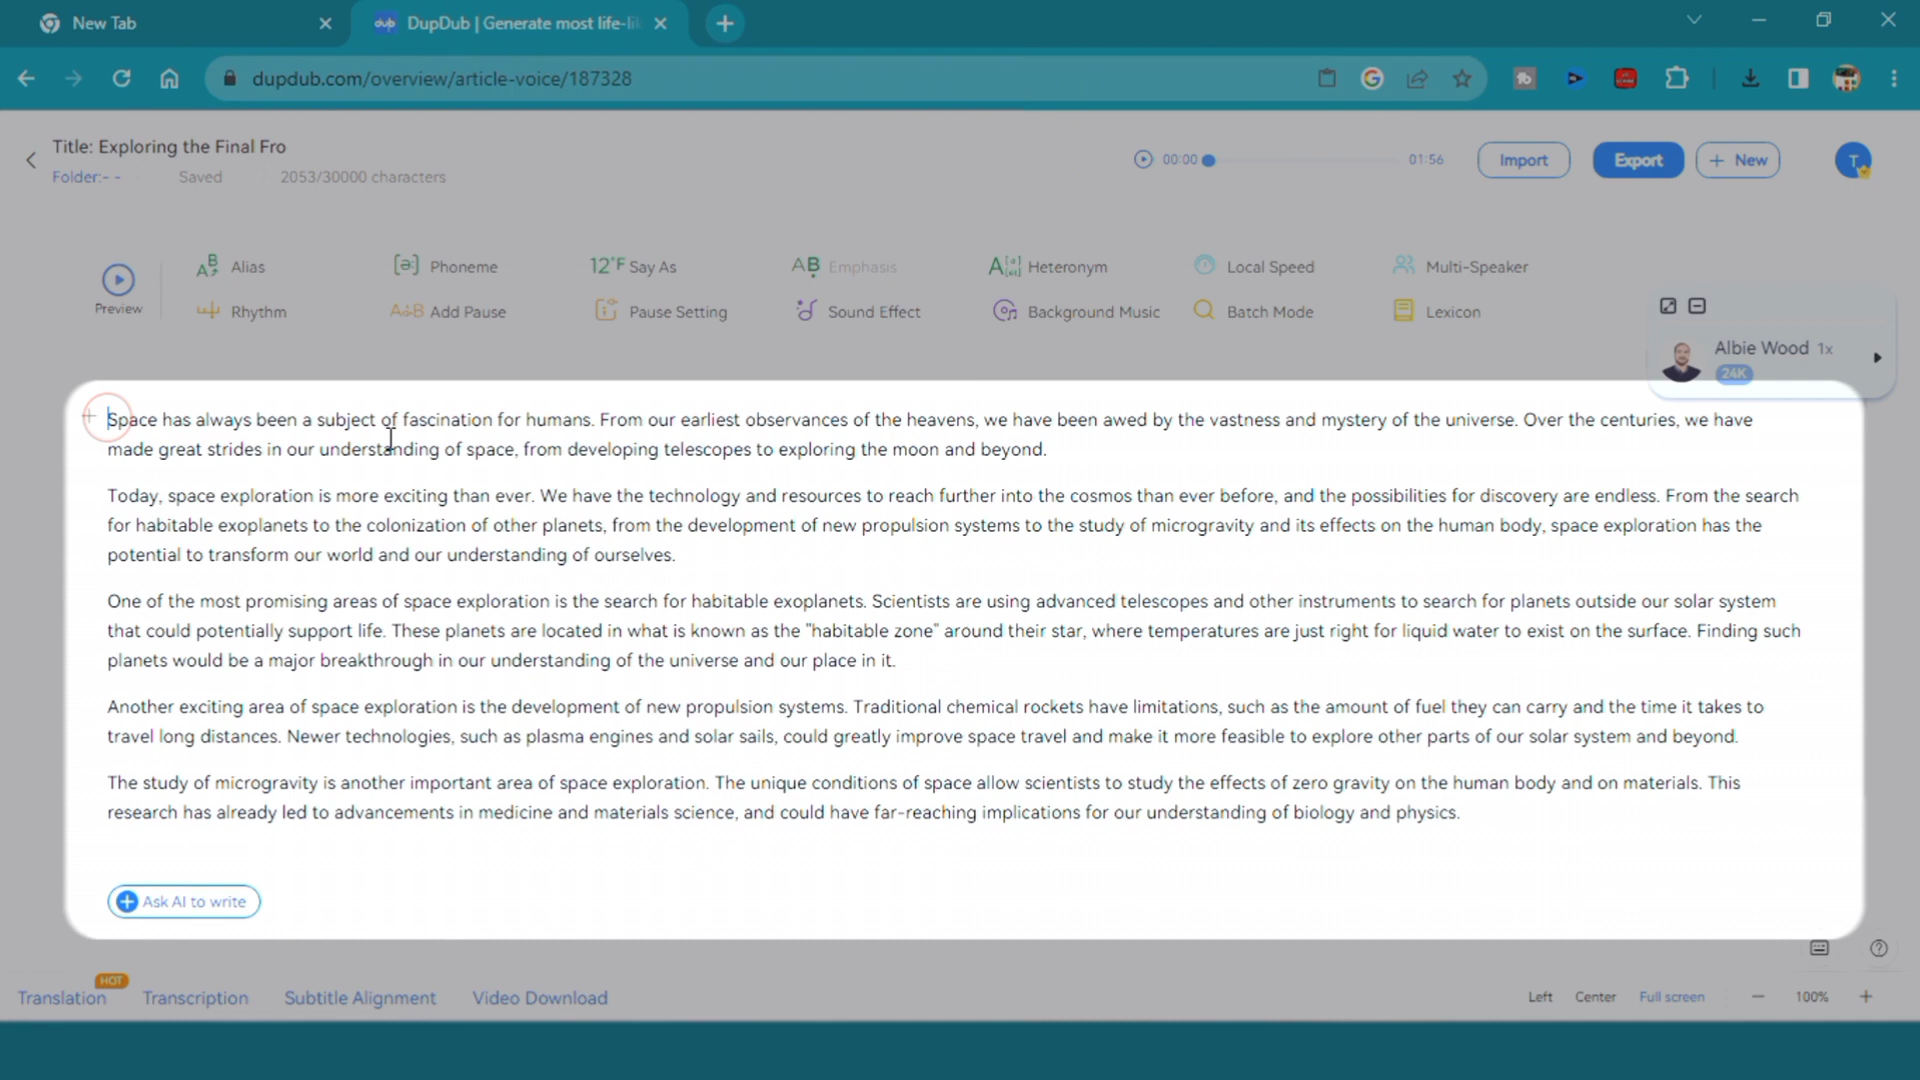 New Tab
DupDub | Generate most life-li
dupdub.com/overview/article-voice/187328
Title: Exploring the Final Fro
Folder:- -
Saved
2053/30000 characters
00:00
01:56
Import
Export
+ New
T
Preview
Alias
Phoneme
12°F Say As
Emphasis
Heteronym
Local Speed
Multi-Speaker
Rhythm
Add Pause
Pause Setting
Sound Effect
Background Music
Batch Mode
Lexicon
Albie Wood 1x
24K
Space has always been a subject of fascination for humans. From our earliest observances of the heavens, we have been awed by the vastness and mystery of the universe. Over the centuries, we have
made great strides in our understanding of space, from developing telescopes to exploring the moon and beyond.
Today, space exploration is more exciting than ever. We have the technology and resources to reach further into the cosmos than ever before, and the possibilities for discovery are endless. From the search
for habitable exoplanets to the colonization of other planets, from the development of new propulsion systems to the study of microgravity and its effects on the human body, space exploration has the
potential to transform our world and our understanding of ourselves.
One of the most promising areas of space exploration is the search for habitable exoplanets. Scientists are using advanced telescopes and other instruments to search for planets outside our solar system
that could potentially support life. These planets are located in what is known as the "habitable zone" around their star, where temperatures are just right for liquid water to exist on the surface. Finding such
planets would be a major breakthrough in our understanding of the universe and our place in it.
Another exciting area of space exploration is the development of new propulsion systems. Traditional chemical rockets have limitations, such as the amount of fuel they can carry and the time it takes to
travel long distances. Newer technologies, such as plasma engines and solar sails, could greatly improve space travel and make it more feasible to explore other parts of our solar system and beyond.
The study of microgravity is another important area of space exploration. The unique conditions of space allow scientists to study the effects of zero gravity on the human body and on materials. This
research has already led to advancements in medicine and materials science, and could have far-reaching implications for our understanding of biology and physics.
Ask AI to write
HOT
Translation
Transcription
Subtitle Alignment
Video Download
Left
Center
Full screen
100%